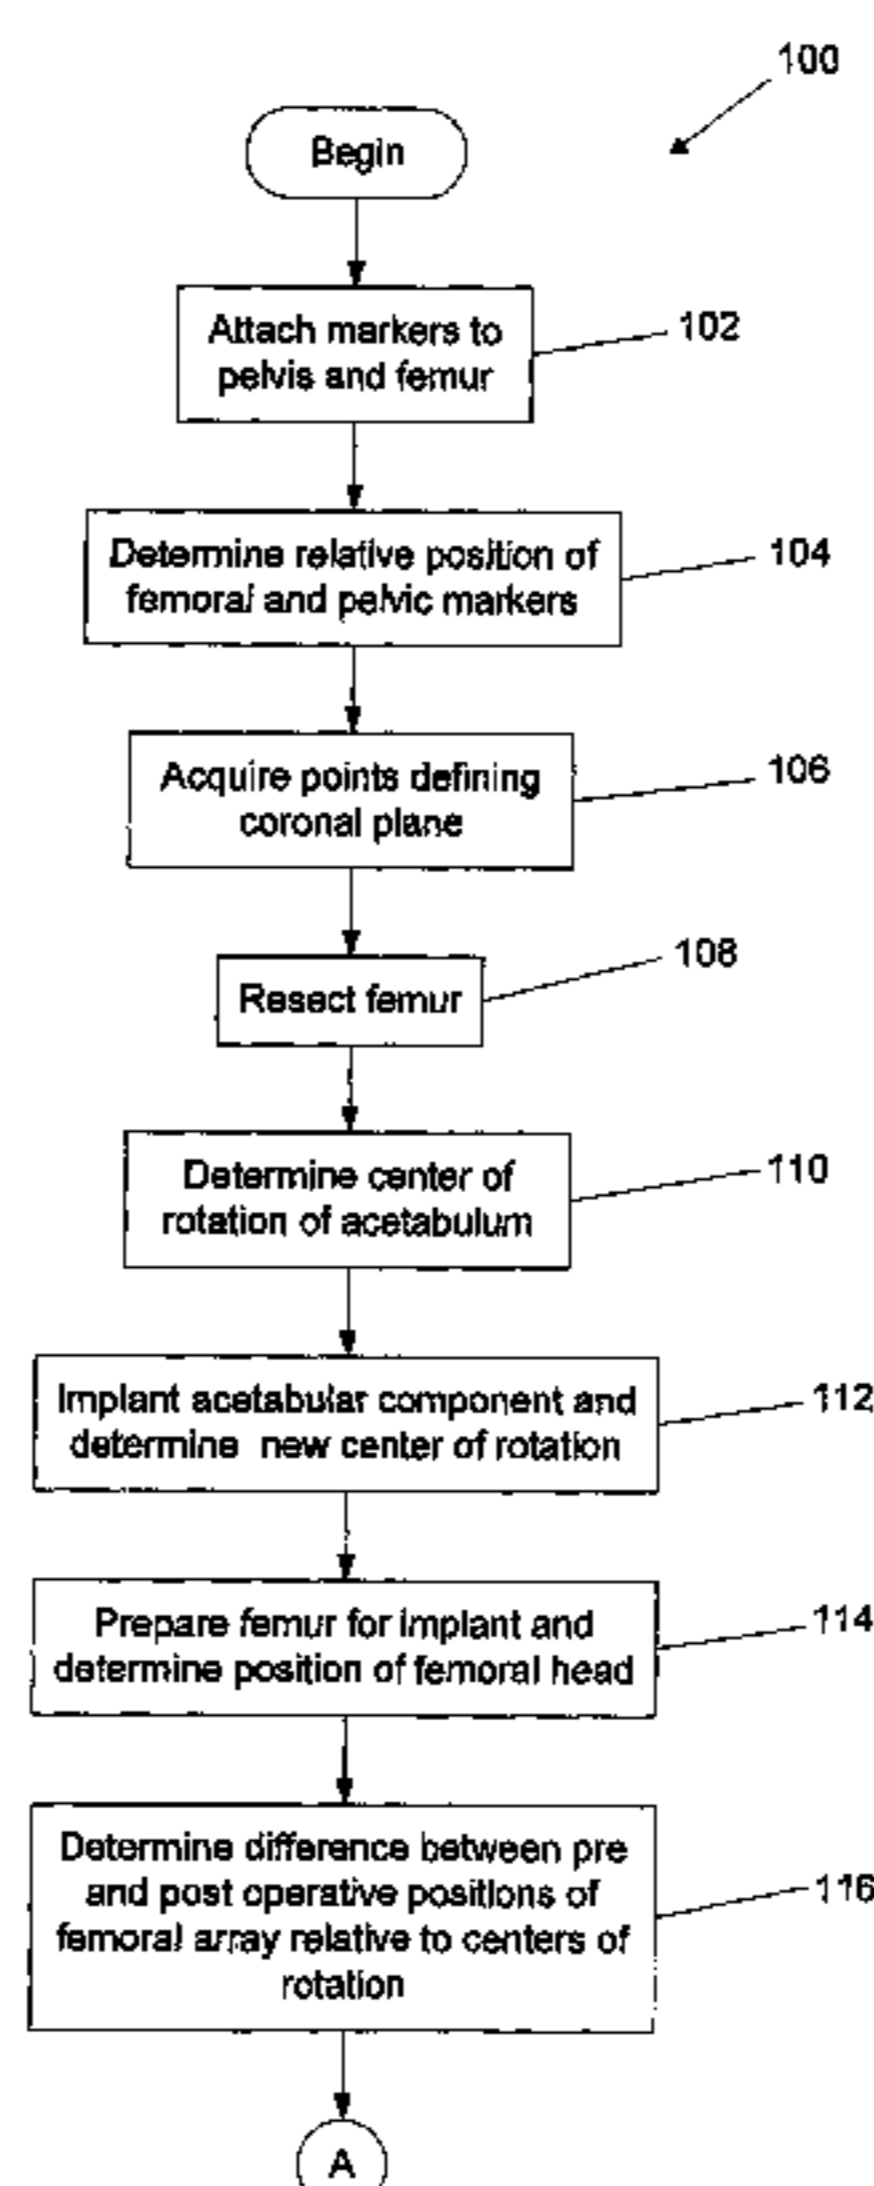 100
Begin
Attach markers to
pelvis and femur
102
Determine relative position of
femoral and pelvic markers
104
Acquire points defining
coronal plane
106
Resect femur
108
Determine center of
rotation of acetabulum
110
Implant acetabular component and
determine new center of rotation
112
Prepare femur for implant and
determine position of femoral head
114
Determine difference between pre
and post operative positions of
femoral array relative to centers of
rotation
116
A